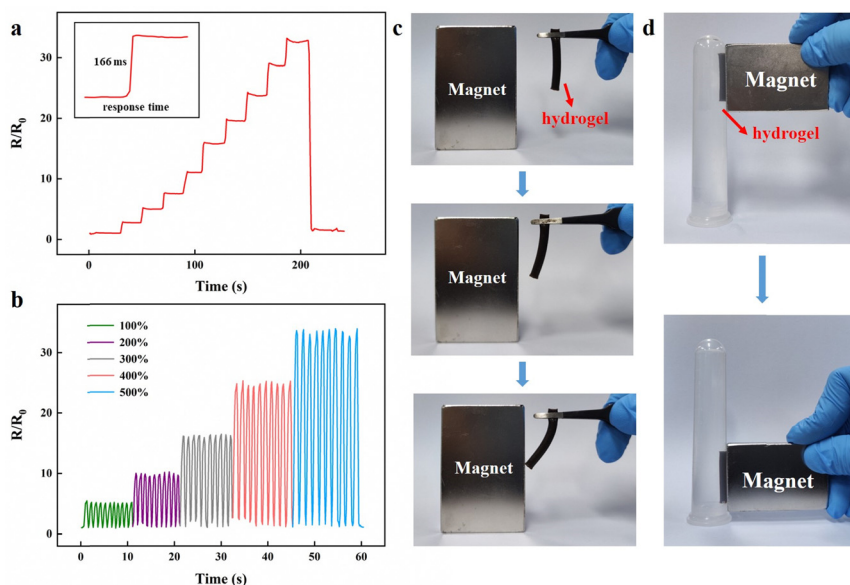 a
R/R0
30
20
10
0
166 ms
response time
0
100
200
Time (s)
b
R/R0
30
20
10
0
100%
200%
300%
400%
500%
0
10
20
30
40
50
60
Time (s)
c
Magnet
hydrogel
Magnet
Magnet
d
Magnet
hydrogel
Magnet